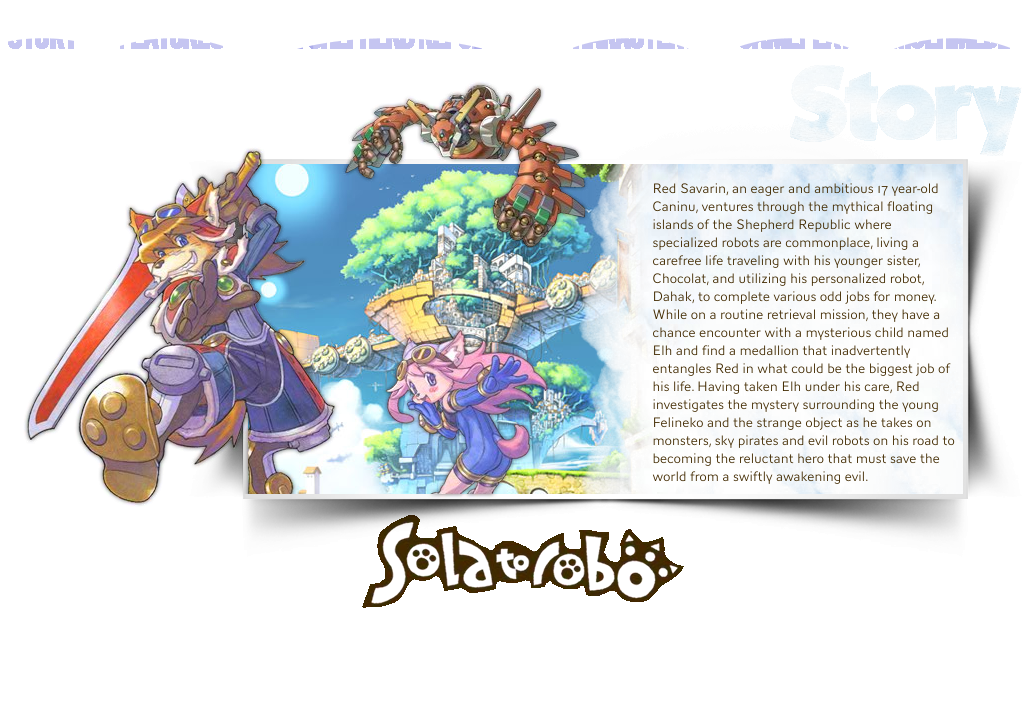 STORY
FEATURES
Story
Red Savarin, an eager and ambitious 17 year-old
Caninu, ventures through the mythical floating
islands of the Shepherd Republic where
specialized robots are commonplace, living a
carefree life traveling with his younger sister,
Chocolat, and utilizing his personalized robot,
Dahak, to complete various odd jobs for money.
While on a routine retrieval mission, they have a
chance encounter with a mysterious child named
Elh and find a medallion that inadvertently
entangles Red in what could be the biggest job of
his life. Having taken Elh under his care, Red
investigates the mystery surrounding the young
Felineko and the strange object as he takes on
monsters, sky pirates and evil robots on his road to
becoming the reluctant hero that must save the
world from a swiftly awakening evil.
Solatorobo